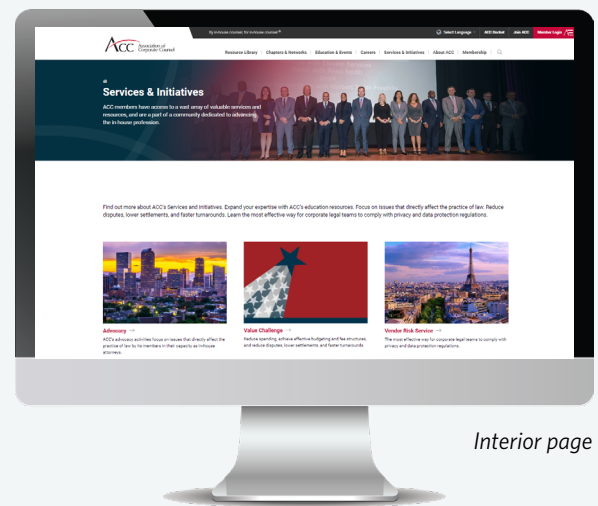 By in-house counsel, for in-house counsel.®
Select Language
ACC Docket
Join ACC
Member Login
ACC Association of
Corporate Counsel
Resource Library
Chapters & Networks
Education & Events
Careers
Services & Initiatives
About ACC
Membership
Services & Initiatives
ACC members have access to a vast array of valuable services and
resources, and are a part of a community dedicated to advancing
the in-house profession.
Find out more about ACC's Services and Initiatives. Expand your expertise with ACC's education resources. Focus on issues that directly affect the practice of law. Reduce
disputes, lower settlements, and faster turnarounds. Learn the most effective way for corporate legal teams to comply with privacy and data protection regulations.
Advocacy →
ACC's advocacy activities focus on issues that directly affect the
practice of law by its members in their capacity as in-house
attorneys.
Value Challenge →
Reduce spending, achieve effective budgeting and fee structures,
and reduce disputes, lower settlements, and faster turnarounds.
Vendor Risk Service →
The most effective way for corporate legal teams to comply with
privacy and data protection regulations.
Interior page